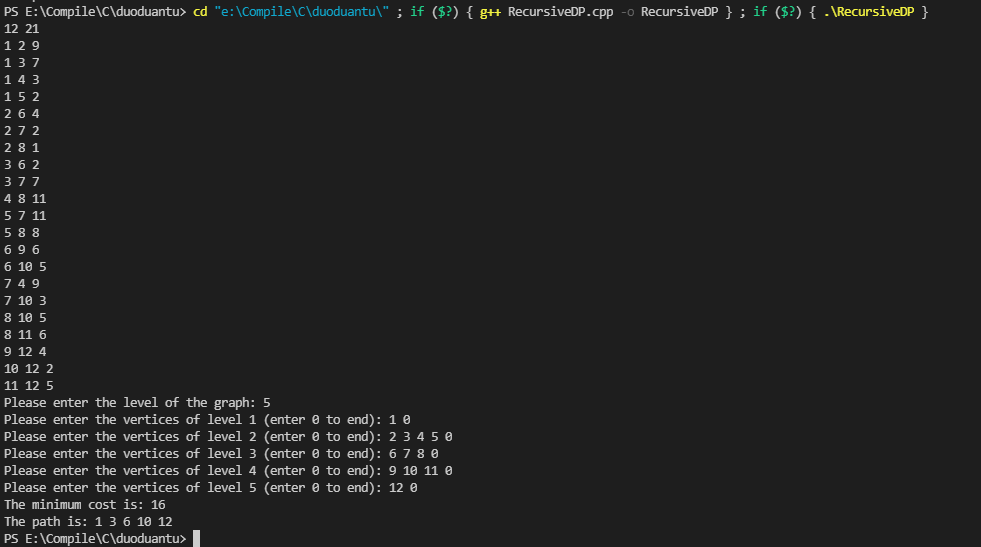 PS E:\Compile\C\duoduantu> cd "e:\Compile\C\duoduantu\" ; if ($?) { g++ RecursiveDP.cpp -o RecursiveDP } ; if ($?) { .\RecursiveDP }
12 21
1 2 9
1 3 7
1 4 3
1 5 2
2 6 4
2 7 2
2 8 1
3 6 2
3 7 7
4 8 11
5 7 11
5 8 8
6 9 6
6 10 5
7 4 9
7 10 3
8 10 5
8 11 6
9 12 4
10 12 2
11 12 5
Please enter the level of the graph: 5
Please enter the vertices of level 1 (enter 0 to end): 1 0
Please enter the vertices of level 2 (enter 0 to end): 2 3 4 5 0
Please enter the vertices of level 3 (enter 0 to end): 6 7 8 0
Please enter the vertices of level 4 (enter 0 to end): 9 10 11 0
Please enter the vertices of level 5 (enter 0 to end): 12 0
The minimum cost is: 16
The path is: 1 3 6 10 12
PS E:\Compile\C\duoduantu>